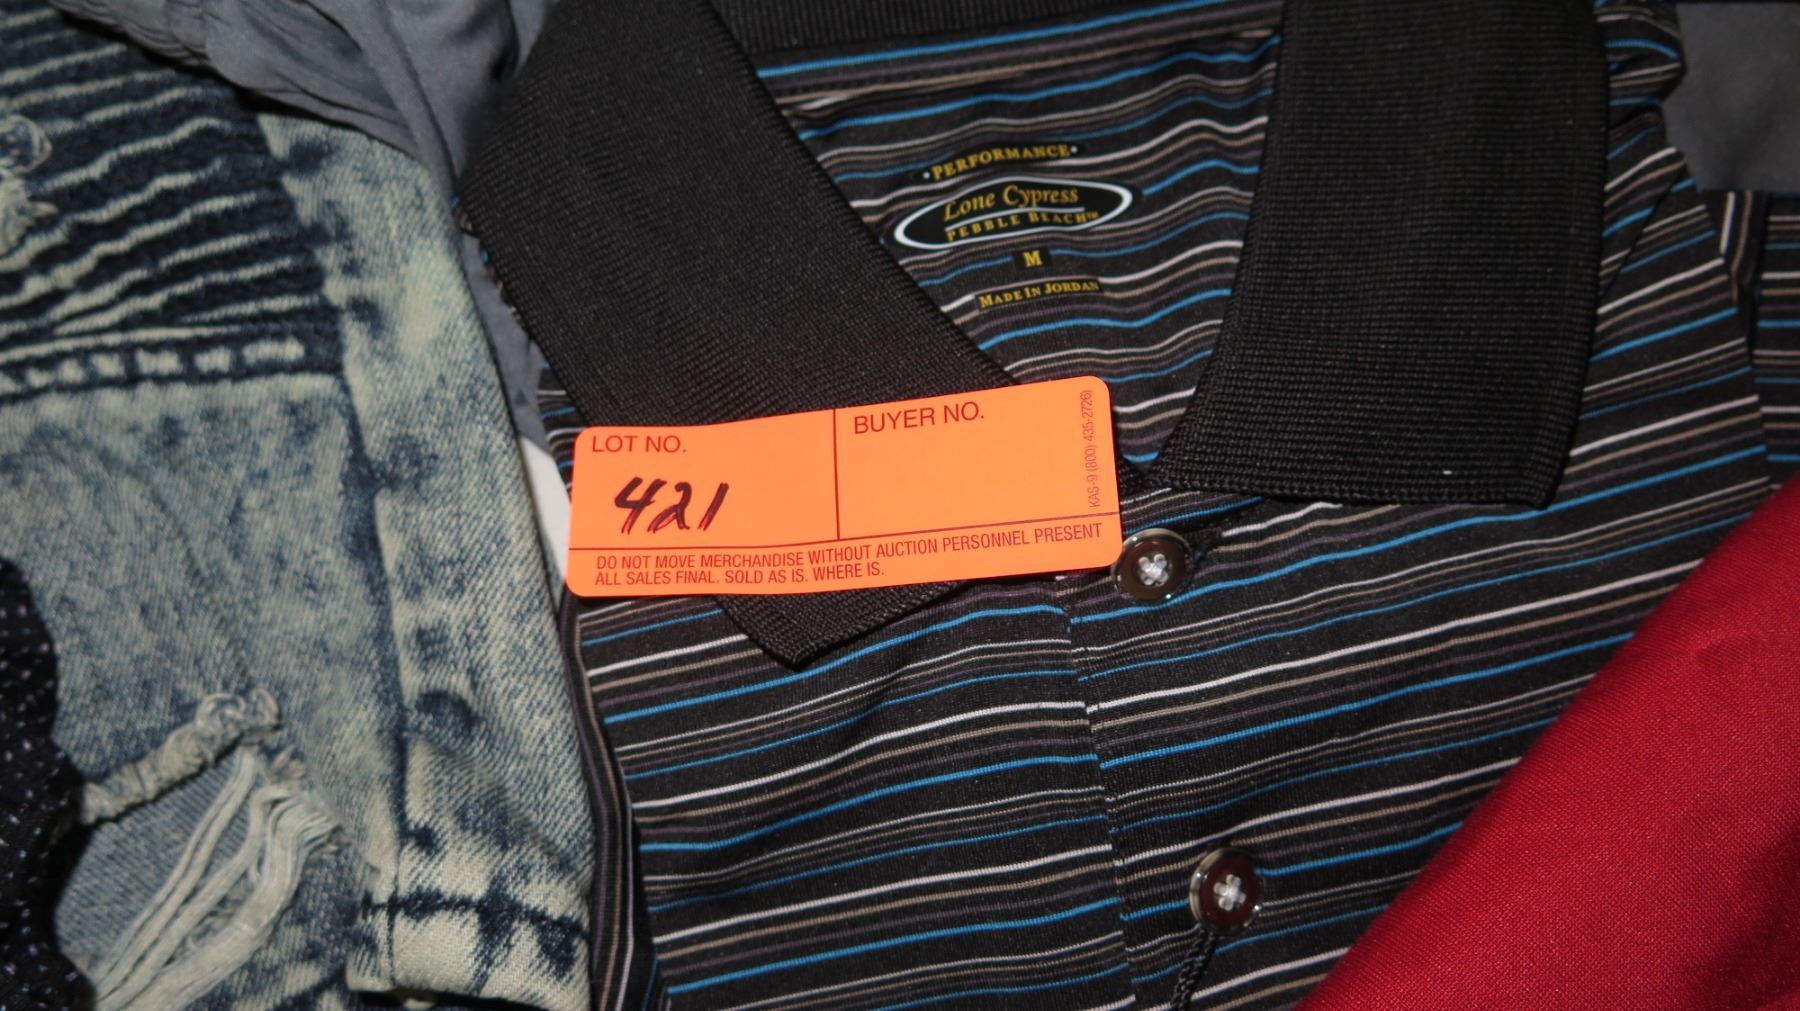 •PERFORMANCE•
Lone Cypress
PEBBLE BEACH™
M
MADE IN JORDAN
LOT NO.
421
BUYER NO.
KAS-9 (800) 435-2726)
DO NOT MOVE MERCHANDISE WITHOUT AUCTION PERSONNEL PRESENT
ALL SALES FINAL. SOLD AS IS. WHERE IS.